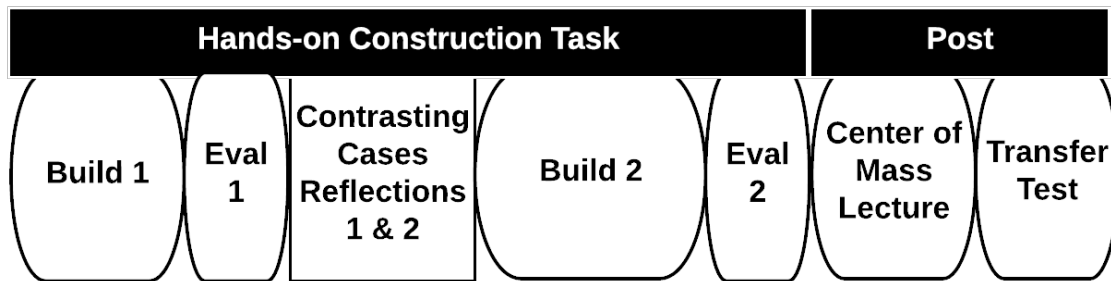 Hands-on Construction Task
Post
Build 1
Eval
1
Contrasting
Cases
Reflections
1 & 2
Build 2
Eval
2
Center of
Mass
Lecture
Transfer
Test